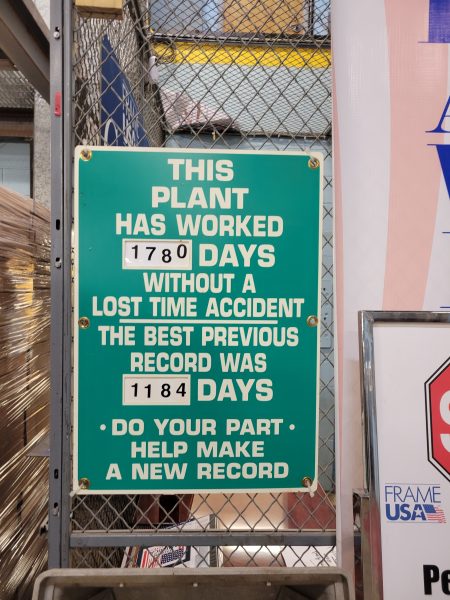 THIS
PLANT
HAS WORKED
1780 DAYS
WITHOUT A
LOST TIME ACCIDENT
THE BEST PREVIOUS
RECORD WAS
1184 DAYS
• DO YOUR PART •
HELP MAKE
A NEW RECORD
FRAME
USA